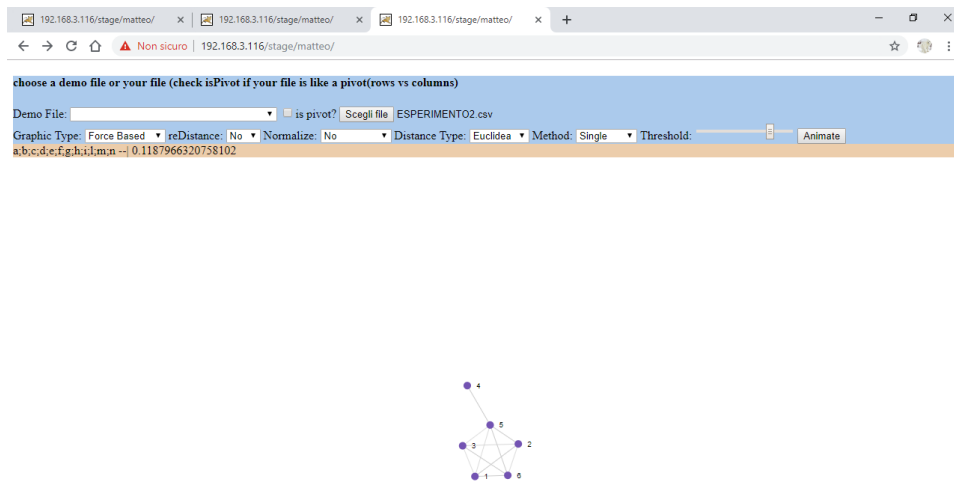 192.168.3.116/stage/matteo/ × 192.168.3.116/stage/matteo/ × 192.168.3.116/stage/matteo/ × +
Non sicuro | 192.168.3.116/stage/matteo/
choose a demo file or your file (check isPivot if your file is like a pivot(rows vs columns)
Demo File: is pivot? Scegli file ESPERIMENTO2.csv
Graphic Type: Force Based reDistance: No Normalize: No Distance Type: Euclidea Method: Single Threshold: Animate
a;b;c;d;e;f;g;h;i;l;m;n --| 0.1187966320758102
4
5
3 2
1 6